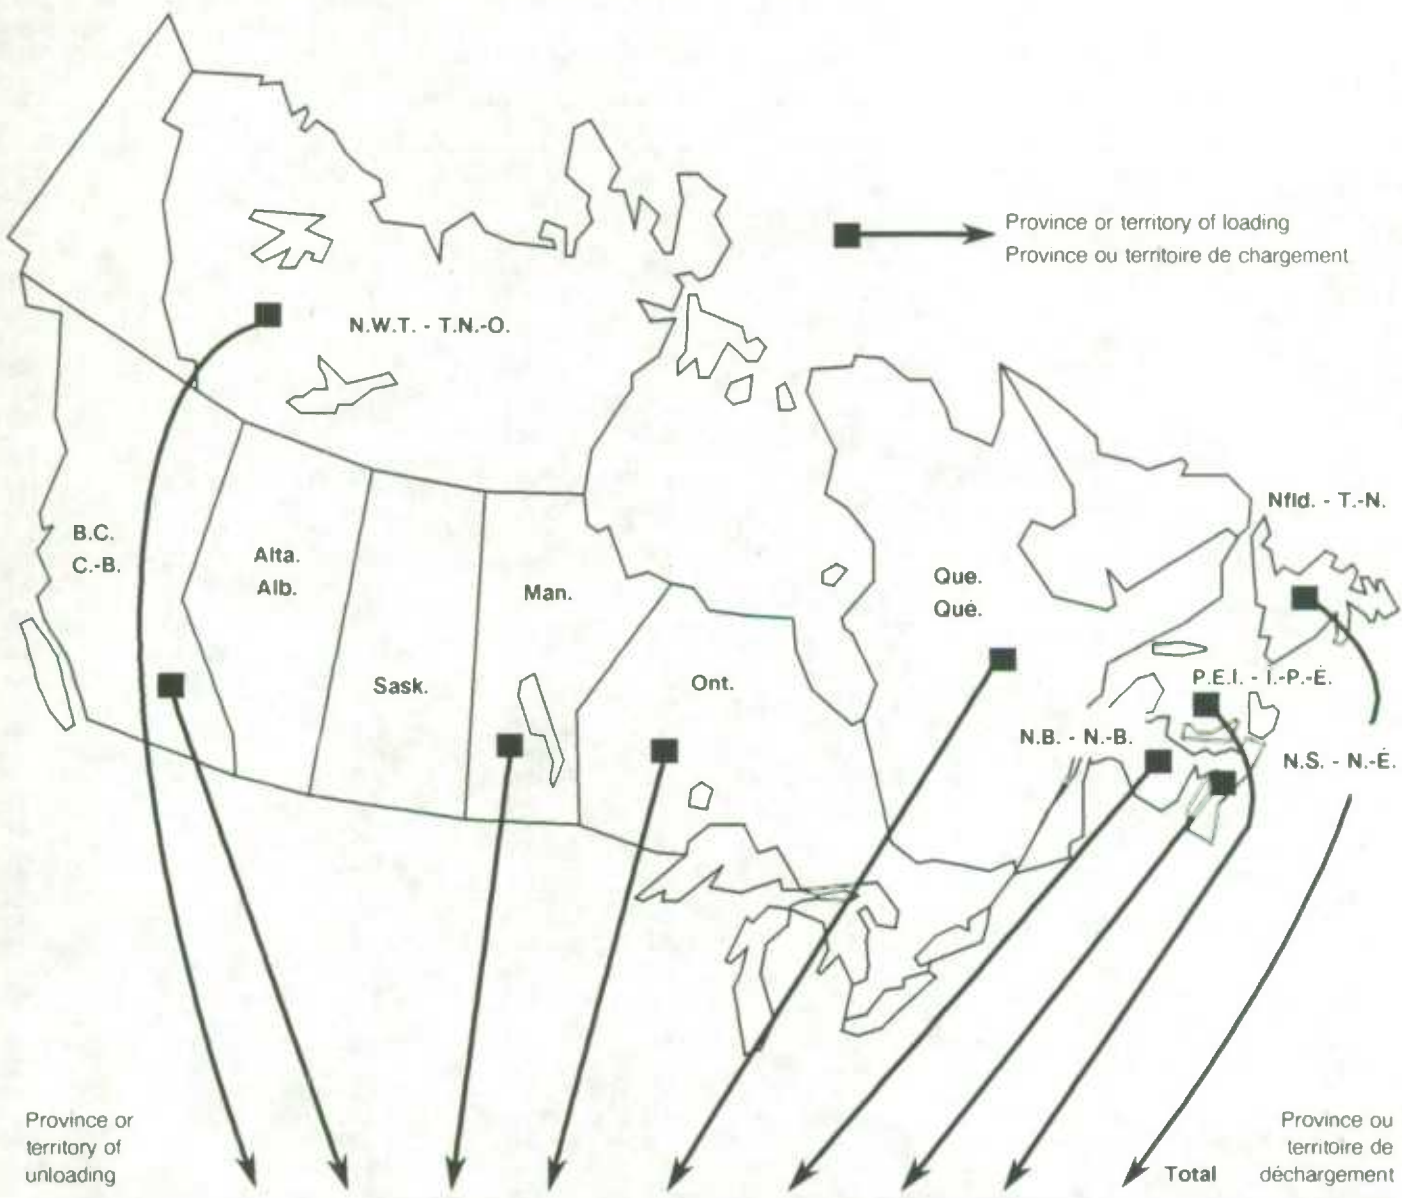 Province or territory of loading
Province ou territoire de chargement
N.W.T. - T.N.-O.
Nfld. - T.-N.
B.C.
C.-B.
Alta.
Alb.
Man.
Que.
Qué.
Sask.
Ont.
P.E.I. - Î.-P.-É.
N.B. - N.-B.
N.S. - N.-É.
Province or
territory of
unloading
Total
Province ou
territoire de
déchargement